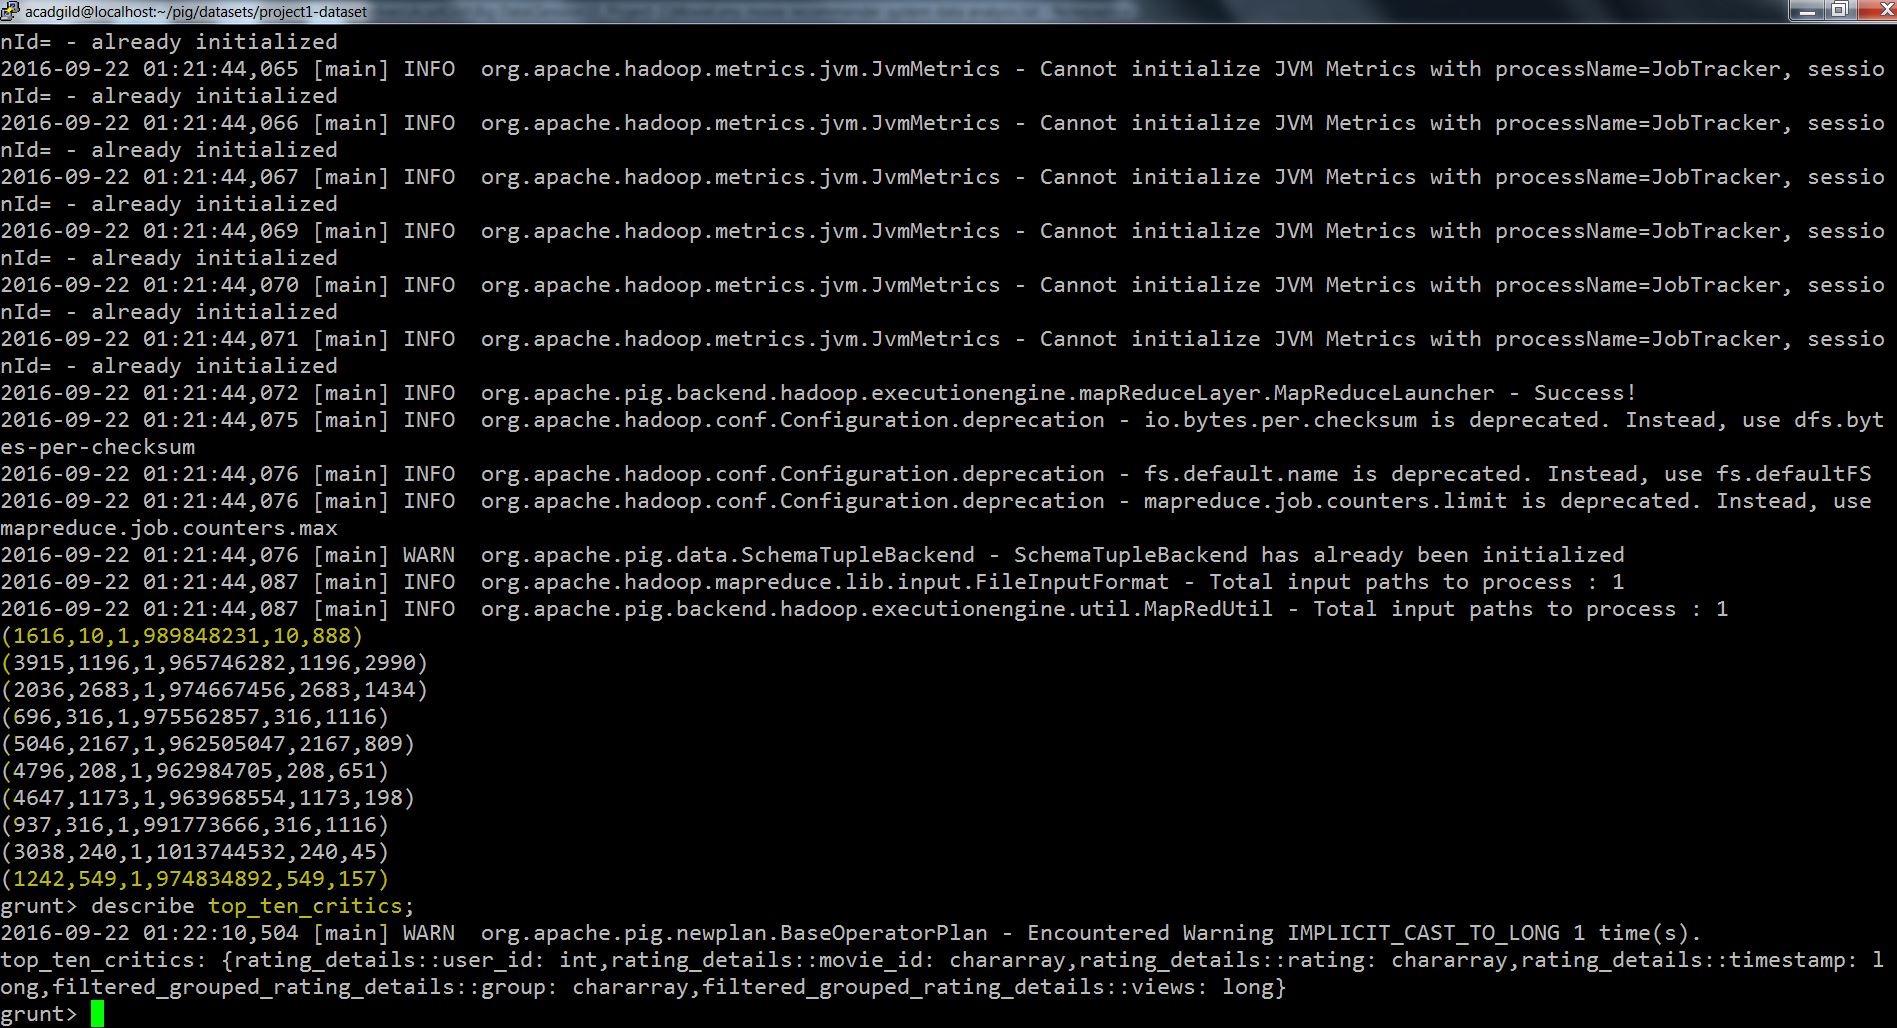 acadgild@localhost:~/pig/datasets/project1-dataset
nId= - already initialized
2016-09-22 01:21:44,065 [main] INFO  org.apache.hadoop.metrics.jvm.JvmMetrics - Cannot initialize JVM Metrics with processName=JobTracker, sessio
nId= - already initialized
2016-09-22 01:21:44,066 [main] INFO  org.apache.hadoop.metrics.jvm.JvmMetrics - Cannot initialize JVM Metrics with processName=JobTracker, sessio
nId= - already initialized
2016-09-22 01:21:44,067 [main] INFO  org.apache.hadoop.metrics.jvm.JvmMetrics - Cannot initialize JVM Metrics with processName=JobTracker, sessio
nId= - already initialized
2016-09-22 01:21:44,069 [main] INFO  org.apache.hadoop.metrics.jvm.JvmMetrics - Cannot initialize JVM Metrics with processName=JobTracker, sessio
nId= - already initialized
2016-09-22 01:21:44,070 [main] INFO  org.apache.hadoop.metrics.jvm.JvmMetrics - Cannot initialize JVM Metrics with processName=JobTracker, sessio
nId= - already initialized
2016-09-22 01:21:44,071 [main] INFO  org.apache.hadoop.metrics.jvm.JvmMetrics - Cannot initialize JVM Metrics with processName=JobTracker, sessio
nId= - already initialized
2016-09-22 01:21:44,072 [main] INFO  org.apache.pig.backend.hadoop.executionengine.mapReduceLayer.MapReduceLauncher - Success!
2016-09-22 01:21:44,075 [main] INFO  org.apache.hadoop.conf.Configuration.deprecation - io.bytes.per.checksum is deprecated. Instead, use dfs.byt
es-per-checksum
2016-09-22 01:21:44,076 [main] INFO  org.apache.hadoop.conf.Configuration.deprecation - fs.default.name is deprecated. Instead, use fs.defaultFS
2016-09-22 01:21:44,076 [main] INFO  org.apache.hadoop.conf.Configuration.deprecation - mapreduce.job.counters.limit is deprecated. Instead, use
mapreduce.job.counters.max
2016-09-22 01:21:44,076 [main] WARN  org.apache.pig.data.SchemaTupleBackend - SchemaTupleBackend has already been initialized
2016-09-22 01:21:44,087 [main] INFO  org.apache.hadoop.mapreduce.lib.input.FileInputFormat - Total input paths to process : 1
2016-09-22 01:21:44,087 [main] INFO  org.apache.pig.backend.hadoop.executionengine.util.MapRedUtil - Total input paths to process : 1
(1616,10,1,989848231,10,888)
(3915,1196,1,965746282,1196,2990)
(2036,2683,1,974667456,2683,1434)
(696,316,1,975562857,316,1116)
(5046,2167,1,962505047,2167,809)
(4796,208,1,962984705,208,651)
(4647,1173,1,963968554,1173,198)
(937,316,1,991773666,316,1116)
(3038,240,1,1013744532,240,45)
(1242,549,1,974834892,549,157)
grunt> describe top_ten_critics;
2016-09-22 01:22:10,504 [main] WARN  org.apache.pig.newplan.BaseOperatorPlan - Encountered Warning IMPLICIT_CAST_TO_LONG 1 time(s).
top_ten_critics: {rating_details::user_id: int,rating_details::movie_id: chararray,rating_details::rating: chararray,rating_details::timestamp: l
ong,filtered_grouped_rating_details::group: chararray,filtered_grouped_rating_details::views: long}
grunt>